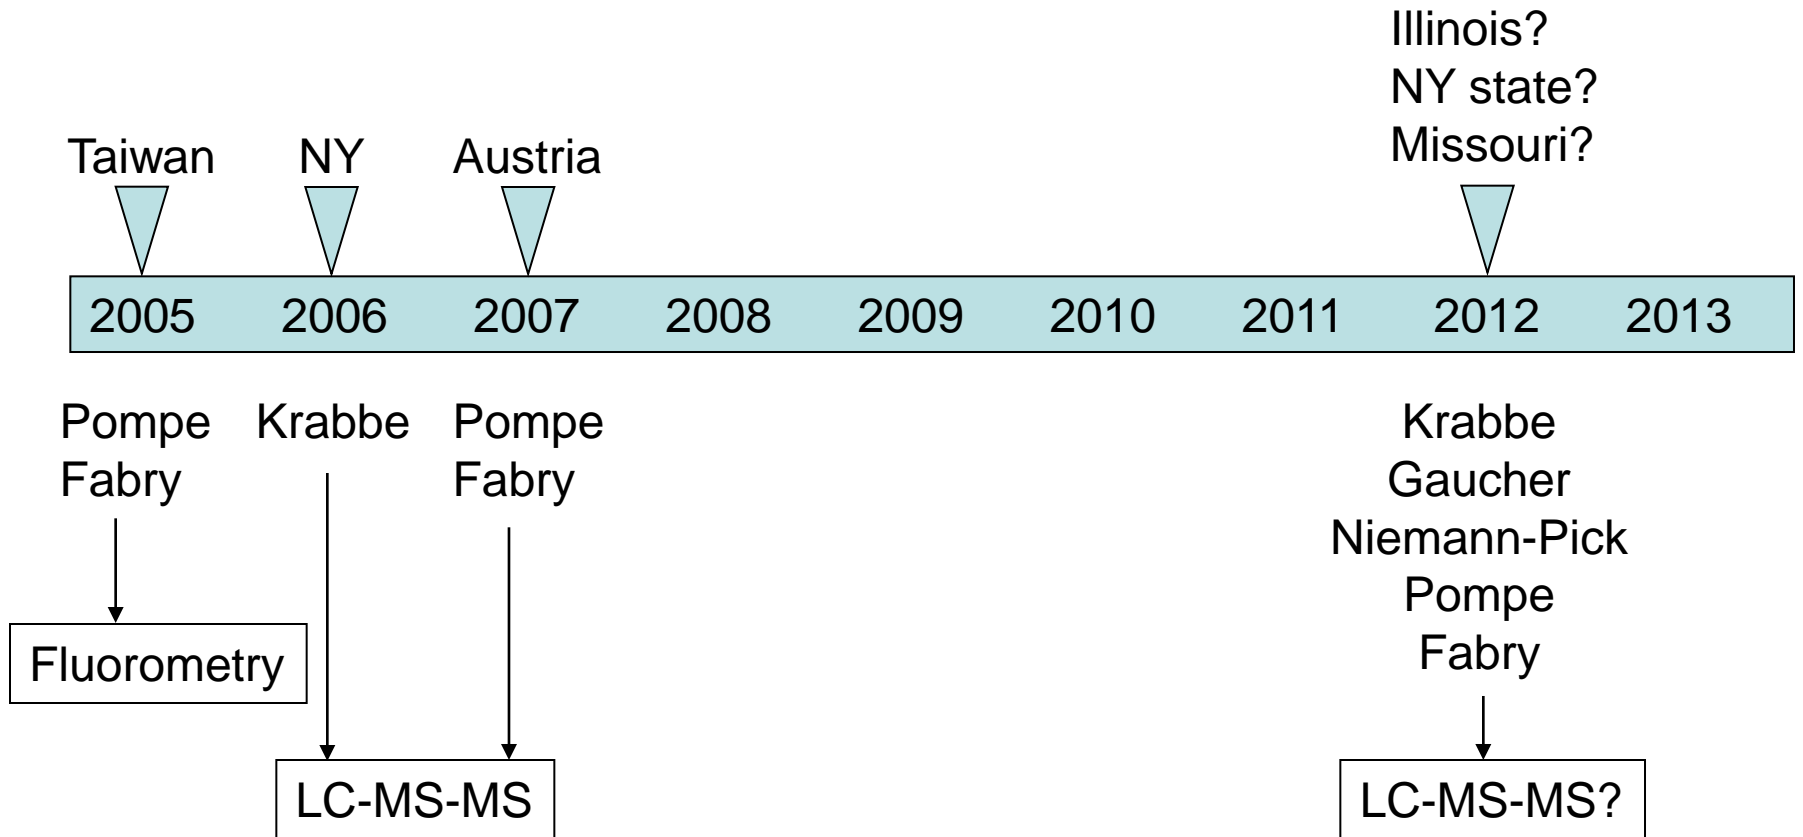 Illinois?
NY state?
Missouri?
Taiwan NY Austria
2005 2006 2007 2008 2009 2010 2011 2012 2013
Pompe
Fabry
Krabbe
Pompe
Fabry
Krabbe
Gaucher
Niemann-Pick
Pompe
Fabry
Fluorometry
LC-MS-MS
LC-MS-MS?